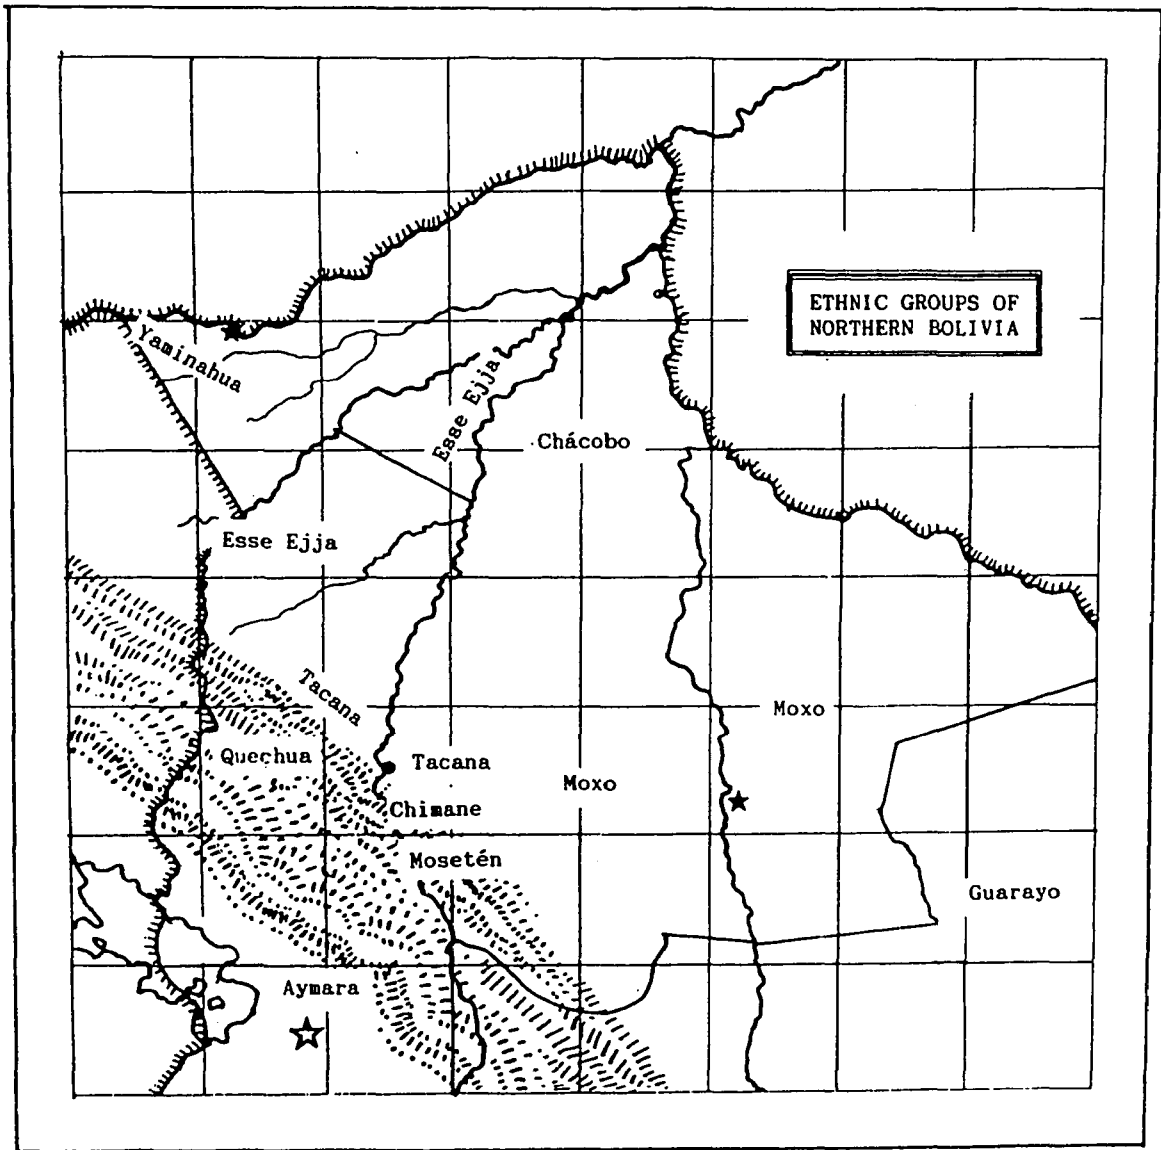 ETHNIC GROUPS OF
NORTHERN BOLIVIA
Yaminahua
Esse Ejja
Chácobo
Esse Ejja
Tacana
Moxo
Quechua
Tacana
Moxo
Chimane
Mosetén
Guarayo
Aymara